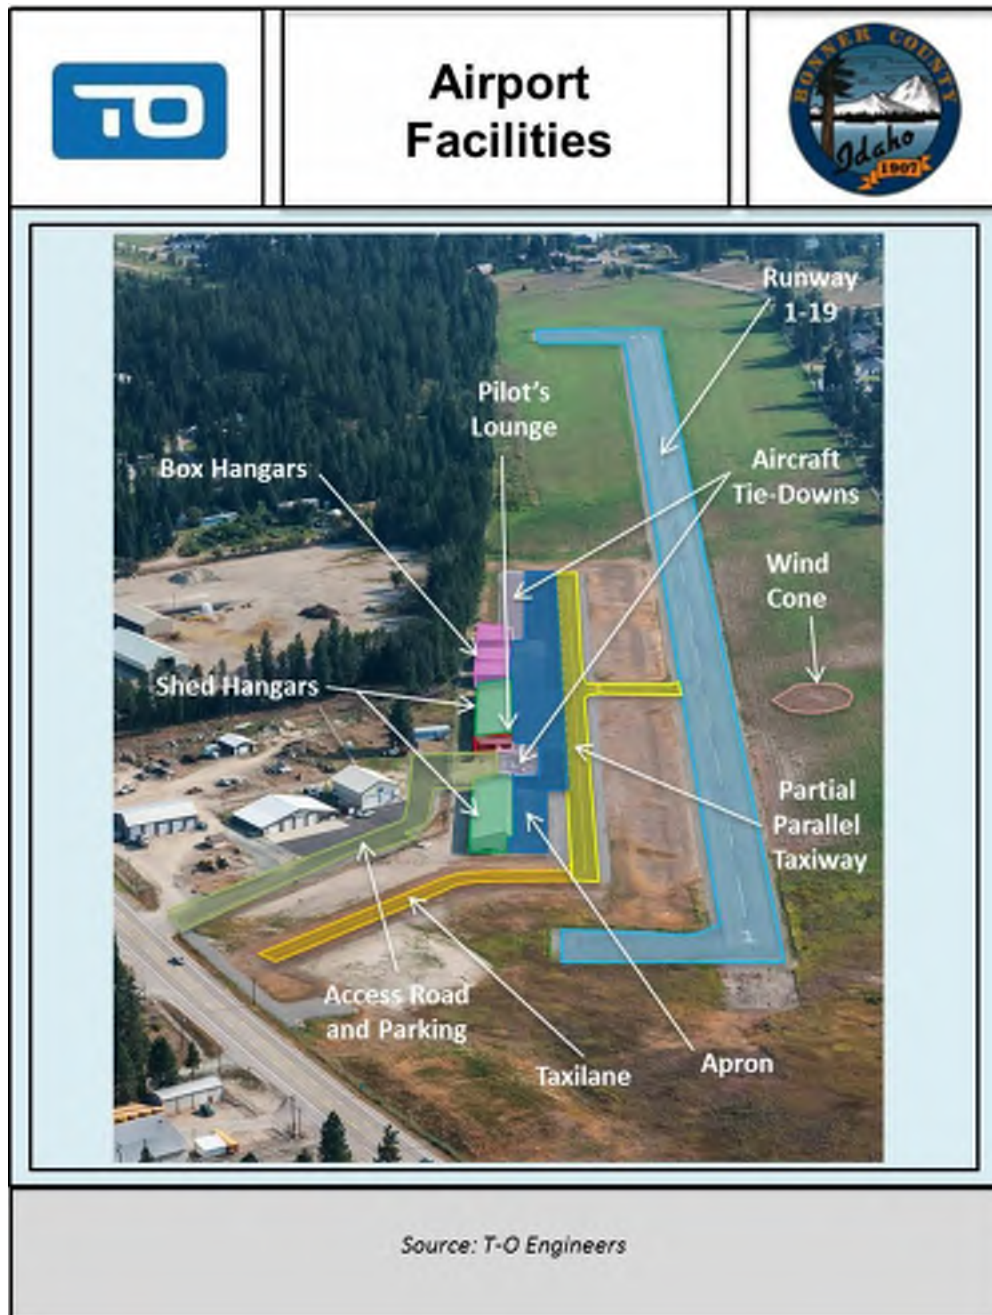 TO
Airport
Facilities
BONNER COUNTY
Idaho
1907
Runway
1-19
Pilot's
Lounge
Box Hangars
Aircraft
Tie-Downs
Wind
Cone
Shed Hangars
Partial
Parallel
Taxiway
1
Access Road
and Parking
Taxilane
Apron
Source: T-O Engineers